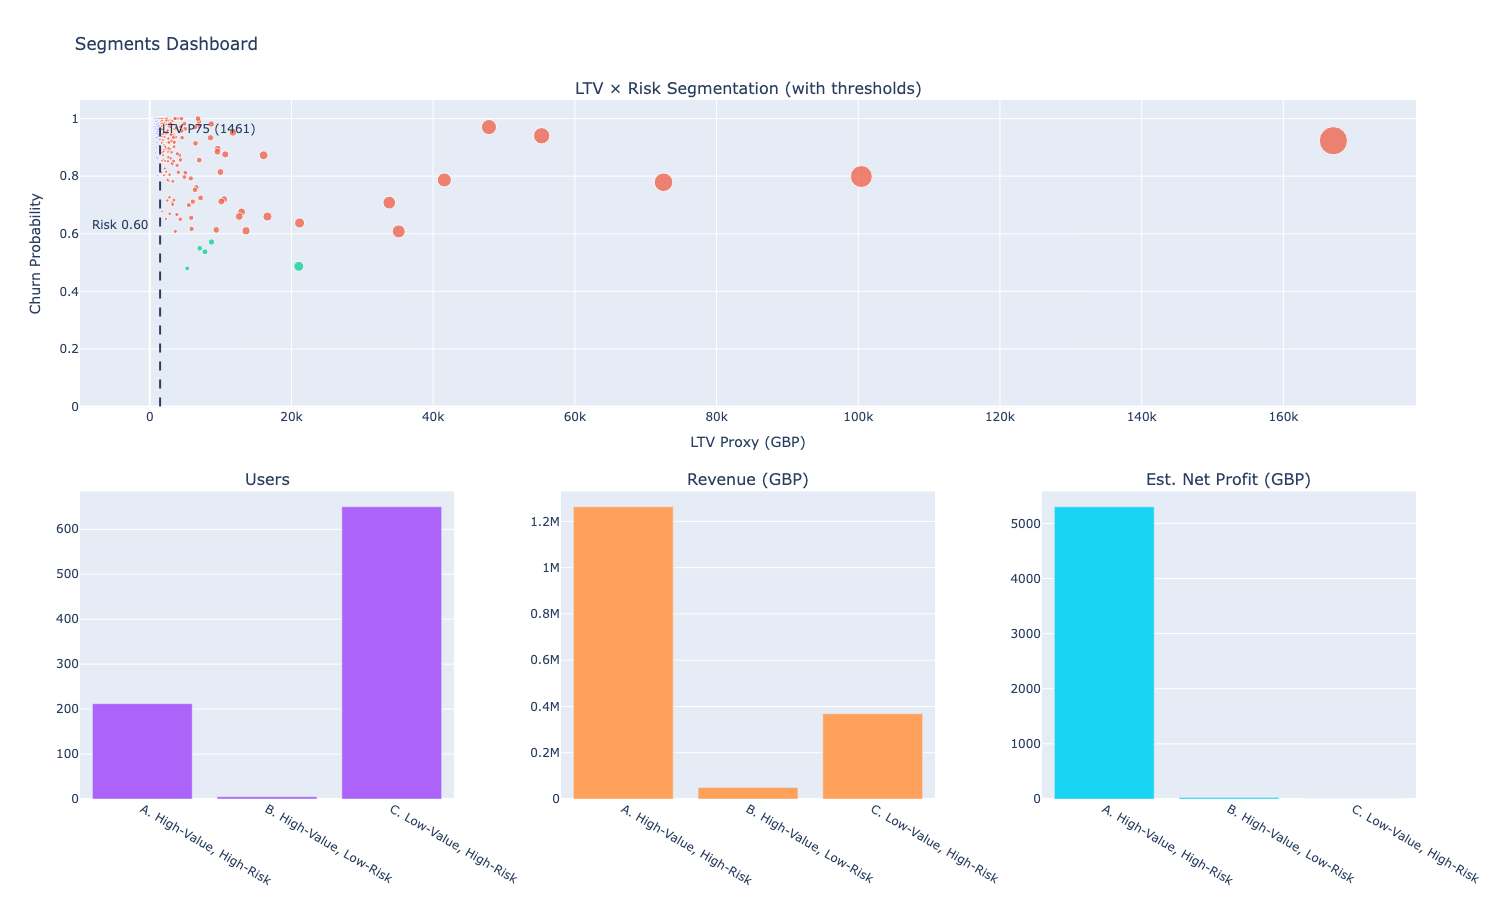 Segments Dashboard
LTV × Risk Segmentation (with thresholds)
1
0.8
0.6
0.4
0.2
0
Churn Probability
LTV P75 (1461)
Risk 0.60
0
20k
40k
60k
80k
100k
120k
140k
160k
LTV Proxy (GBP)
Users
600
500
400
300
200
100
0
A. High-Value, High-Risk
B. High-Value, Low-Risk
C. Low-Value, High-Risk
Revenue (GBP)
1.2M
1M
0.8M
0.6M
0.4M
0.2M
0
A. High-Value, High-Risk
B. High-Value, Low-Risk
C. Low-Value, High-Risk
Est. Net Profit (GBP)
5000
4000
3000
2000
1000
0
A. High-Value, High-Risk
B. High-Value, Low-Risk
C. Low-Value, High-Risk